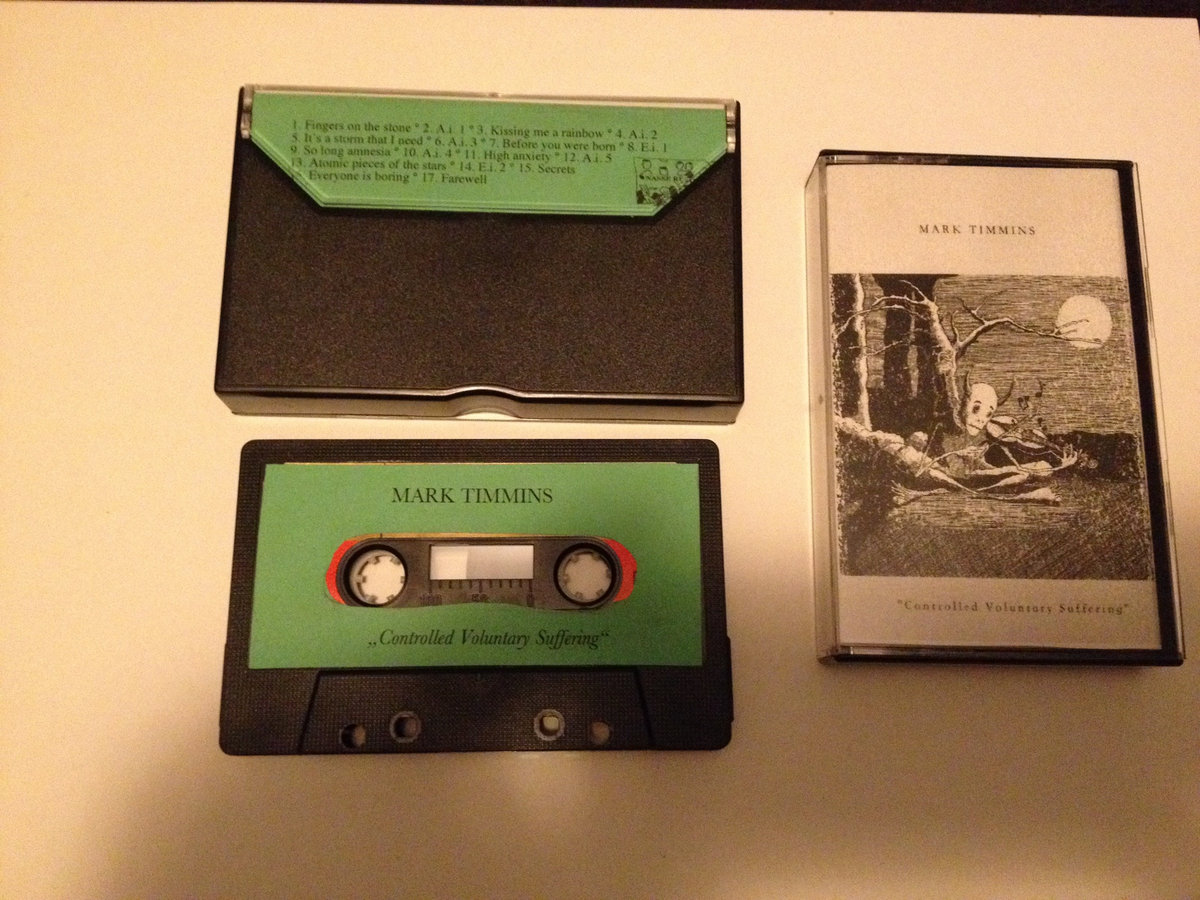 1. Fingers on the stone ° 2. A.i. 1 ° 3. Kissing me a rainbow ° 4. A.i. 2
5. It's a storm that I need ° 6. A.i. 3 ° 7. Before you were born ° 8. E.i. 1
9. So long amnesia ° 10. A.i. 4 ° 11. High anxiety ° 12. A.i. 5
13. Atomic pieces of the stars ° 14. E.i. 2 ° 15. Secrets
Everyone is boring ° 17. Farewell
MARK TIMMINS
„Controlled Voluntary Suffering“
MARK TIMMINS
"Controlled Voluntary Suffering"